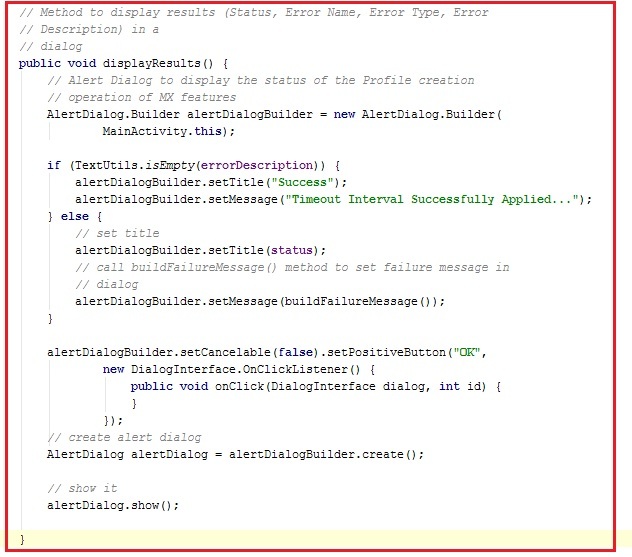 // Method to display results (Status, Error Name, Error Type, Error
// Description) in a
// dialog
public void displayResults() {
// Alert Dialog to display the status of the Profile creation
// operation of MX features
AlertDialog.Builder alertDialogBuilder = new AlertDialog.Builder(
MainActivity.this);
if (TextUtils.isEmpty(errorDescription)) {
alertDialogBuilder.setTitle("Success");
alertDialogBuilder.setMessage("Timeout Interval Successfully Applied...");
} else {
// set title
alertDialogBuilder.setTitle(status);
// call buildFailureMessage() method to set failure message in
// dialog
alertDialogBuilder.setMessage(buildFailureMessage());
}
alertDialogBuilder.setCancelable(false).setPositiveButton("OK",
new DialogInterface.OnClickListener() {
public void onClick(DialogInterface dialog, int id) {
}
});
// create alert dialog
AlertDialog alertDialog = alertDialogBuilder.create();
// show it
alertDialog.show();
}